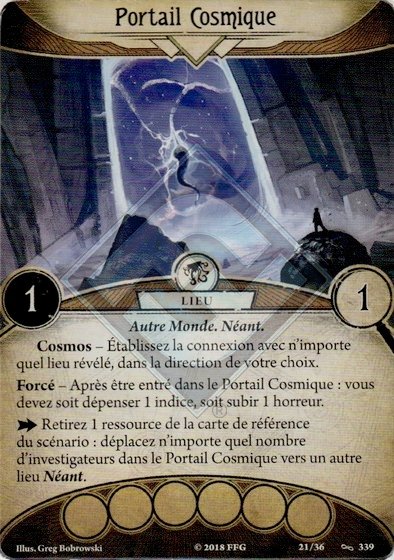 Portail Cosmique
LIEU
1
1
Autre Monde. Néant.
Cosmos – Établissez la connexion avec n'importe
quel lieu révélé, dans la direction de votre choix.
Forcé – Après être entré dans le Portail Cosmique : vous
devez soit dépenser 1 indice, soit subir 1 horreur.
Retirez 1 ressource de la carte de référence
du scénario : déplacez n'importe quel nombre
d'investigateurs dans le Portail Cosmique vers un autre
lieu Néant.
®
Illus. Greg Bobrowski © 2018 FFG 21/36 339